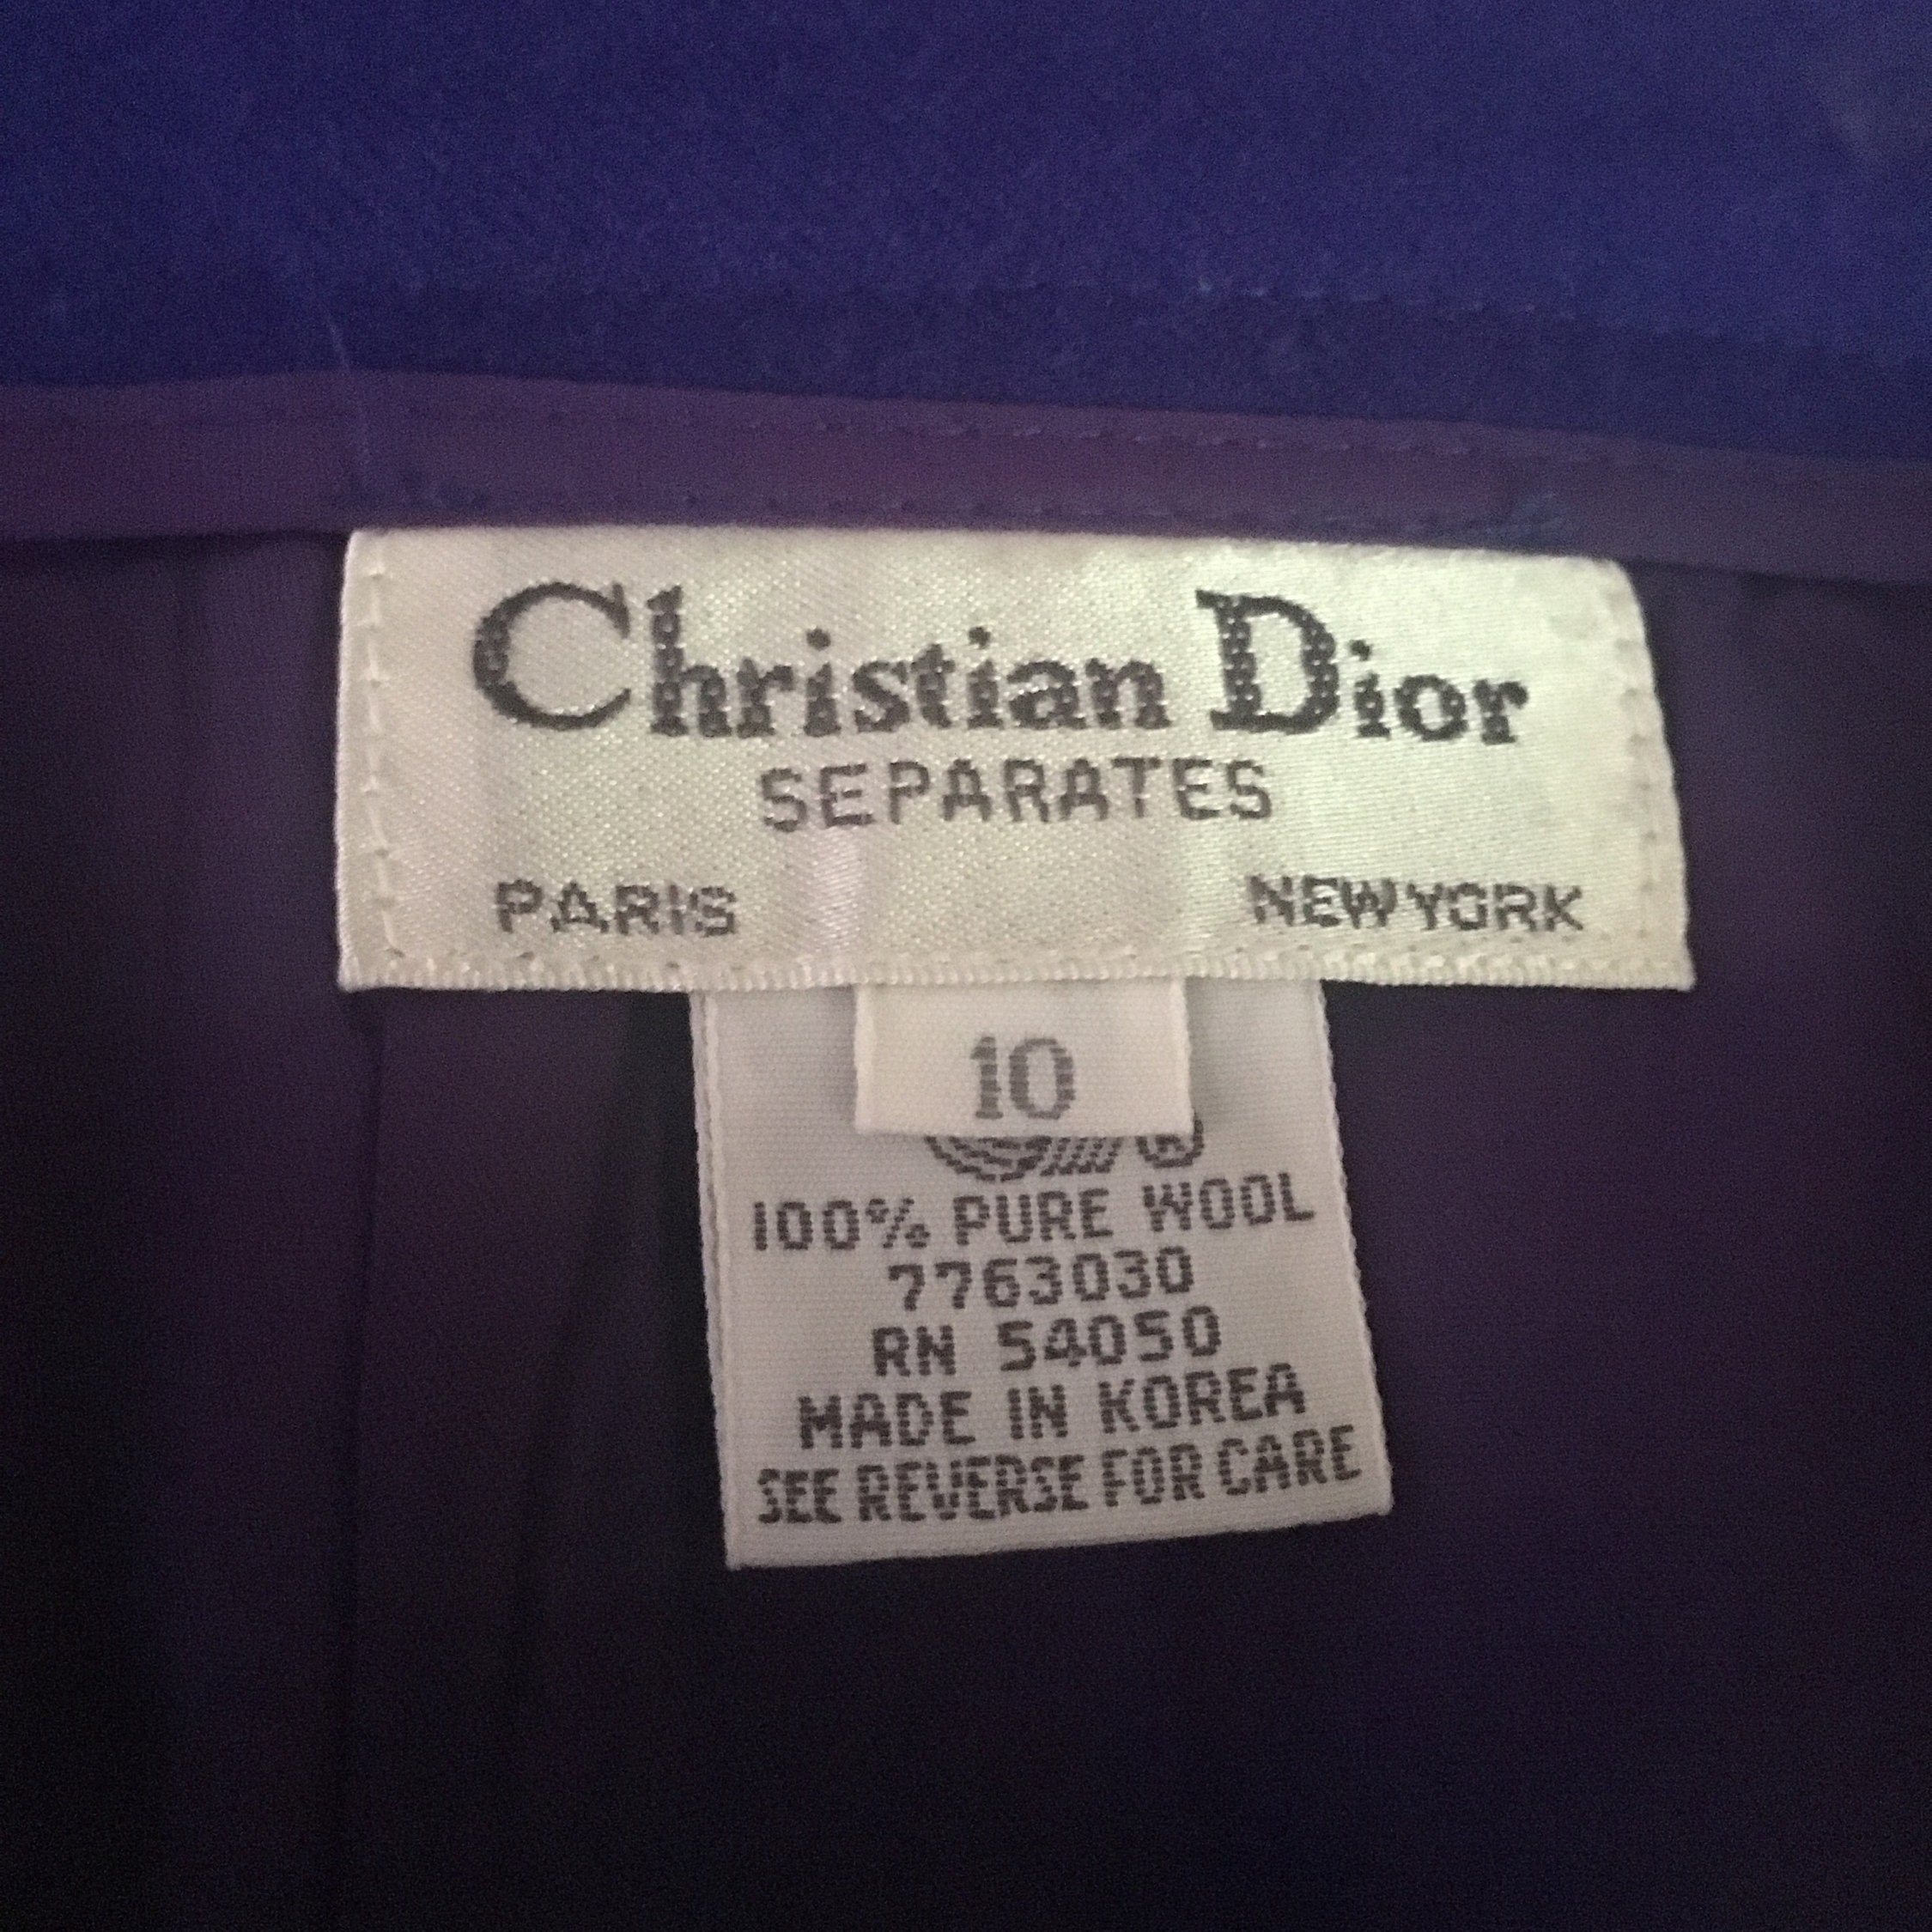 Christian Dior
SEPARATES
PARIS NEW YORK
10
®
100% PURE WOOL
7763030
RN 54050
MADE IN KOREA
SEE REVERSE FOR CARE